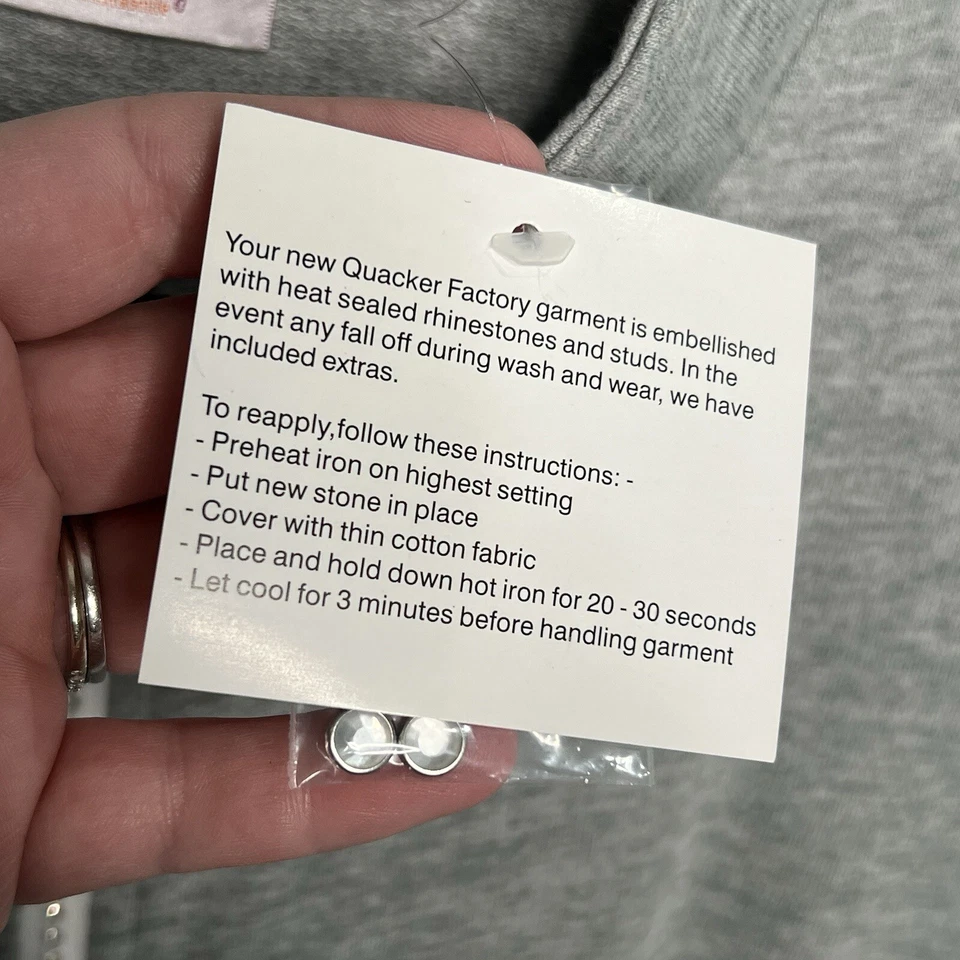 Your new Quacker Factory garment is embellished
with heat sealed rhinestones and studs. In the
event any fall off during wash and wear, we have
included extras.
To reapply,follow these instructions: -
- Preheat iron on highest setting
- Put new stone in place
- Cover with thin cotton fabric
- Place and hold down hot iron for 20 - 30 seconds
- Let cool for 3 minutes before handling garment